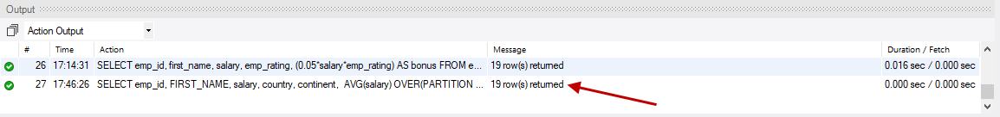 Output
Action Output
# Time Action Message Duration / Fetch
26 17:14:31 SELECT emp_id, first_name, salary, emp_rating, (0.05*salary*emp_rating) AS bonus FROM e... 19 row(s) returned 0.016 sec / 0.000 sec
27 17:46:26 SELECT emp_id, FIRST_NAME, salary, country, continent, AVG(salary) OVER(PARTITION ... 19 row(s) returned 0.000 sec / 0.000 sec